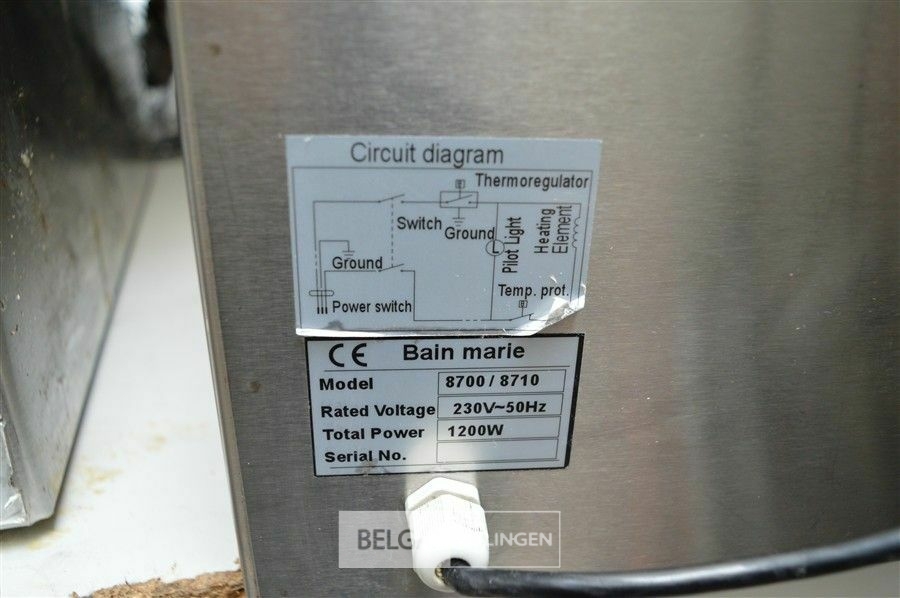 Circuit diagram
Thermoregulator
Switch
Ground
Pilot Light
Heating
Element
L
Ground
Temp. prot.
Power switch
CE Bain marie
Model 8700 / 8710
Rated Voltage 230V~50Hz
Total Power 1200W
Serial No.
BELGA LINGEN